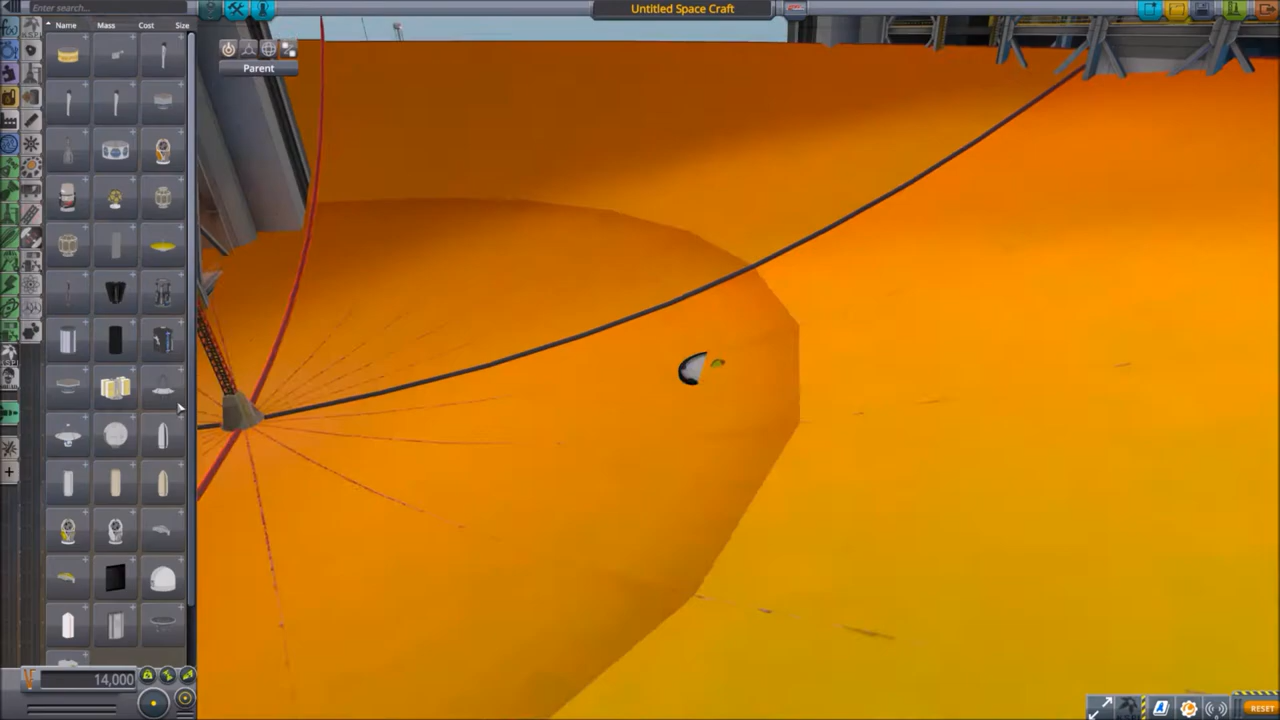 Enter search...
Untitled Space Craft
Name Mass Cost Size
Parent
14,000
RESET